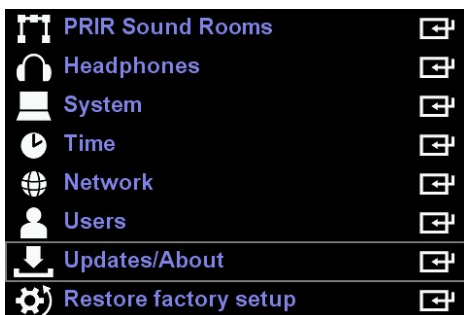 PRIR Sound Rooms
Headphones
System
Time
Network
Users
Updates/About
Restore factory setup